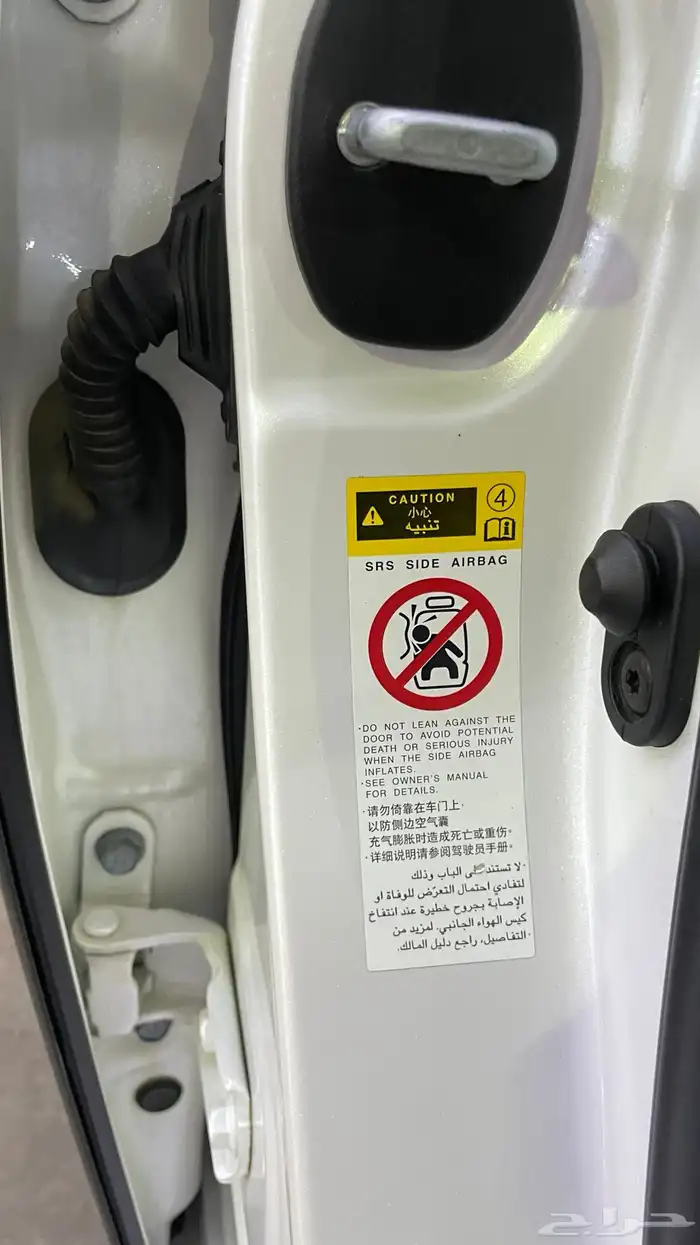 CAUTION
小心
تنبيه
④
SRS SIDE AIRBAG
·DO NOT LEAN AGAINST THE
DOOR TO AVOID POTENTIAL
DEATH OR SERIOUS INJURY
WHEN THE SIDE AIRBAG
INFLATES.
·SEE OWNER'S MANUAL
FOR DETAILS.
·请勿倚靠在车门上,
以防侧边空气囊
充气膨胀时造成死亡或重伤。
·详细说明请参阅驾驶员手册。
·لا تستند على الباب وذلك
لتفادي احتمال التعرّض للوفاة او
الإصابة بجروح خطيرة عند انتفاخ
كيس الهواء الجانبي. لمزيد من
التفاصيل، راجع دليل المالك.
حراج